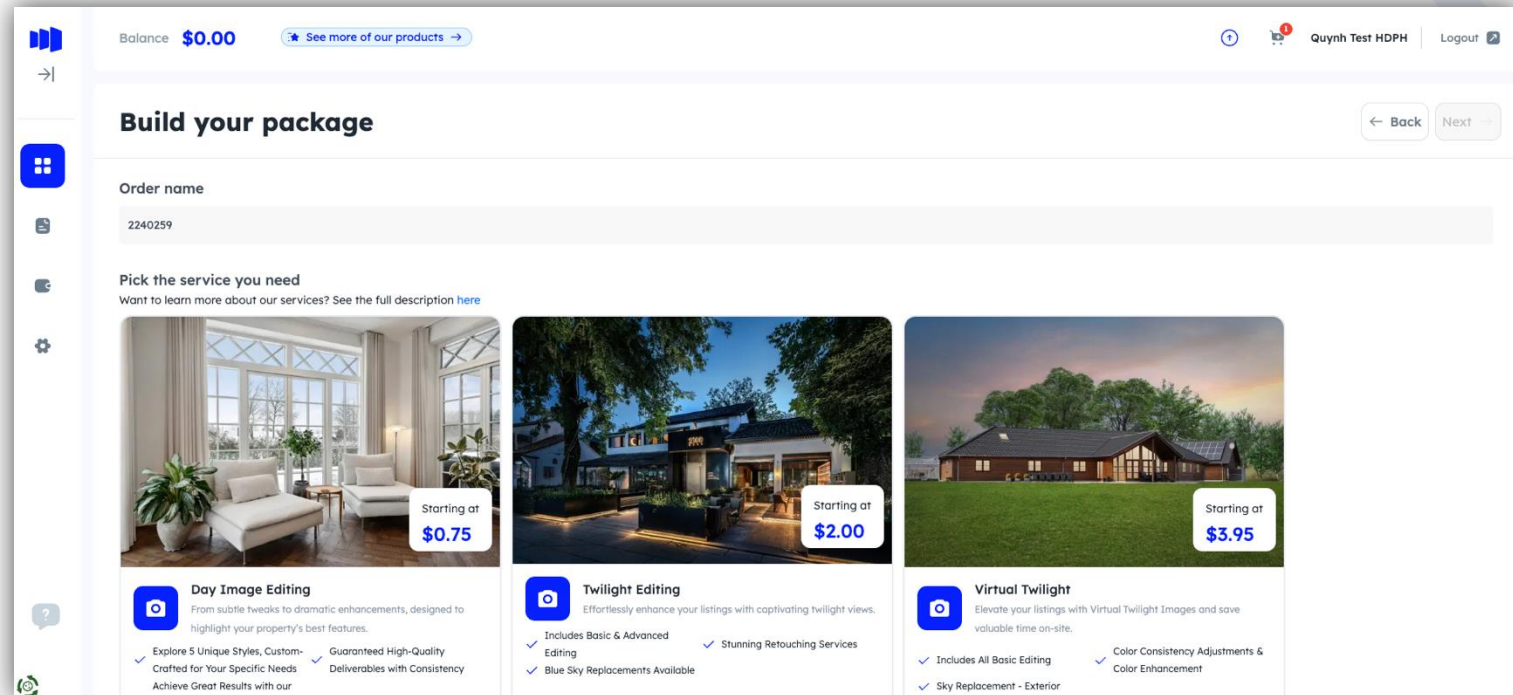 Balance $0.00
See more of our products →
1
Quynh Test HDPH
Logout
Build your package
← Back
Next →
Order name
2240259
Pick the service you need
Want to learn more about our services? See the full description here
Starting at
$0.75
Day Image Editing
From subtle tweaks to dramatic enhancements, designed to
highlight your property's best features.
Explore 5 Unique Styles, Custom-
Crafted for Your Specific Needs
Achieve Great Results with our
Guaranteed High-Quality
Deliverables with Consistency
Starting at
$2.00
Twilight Editing
Effortlessly enhance your listings with captivating twilight views.
Includes Basic & Advanced
Editing
Blue Sky Replacements Available
Stunning Retouching Services
Starting at
$3.95
Virtual Twilight
Elevate your listings with Virtual Twilight Images and save
valuable time on-site.
Includes All Basic Editing
Sky Replacement - Exterior
Color Consistency Adjustments &
Color Enhancement
?